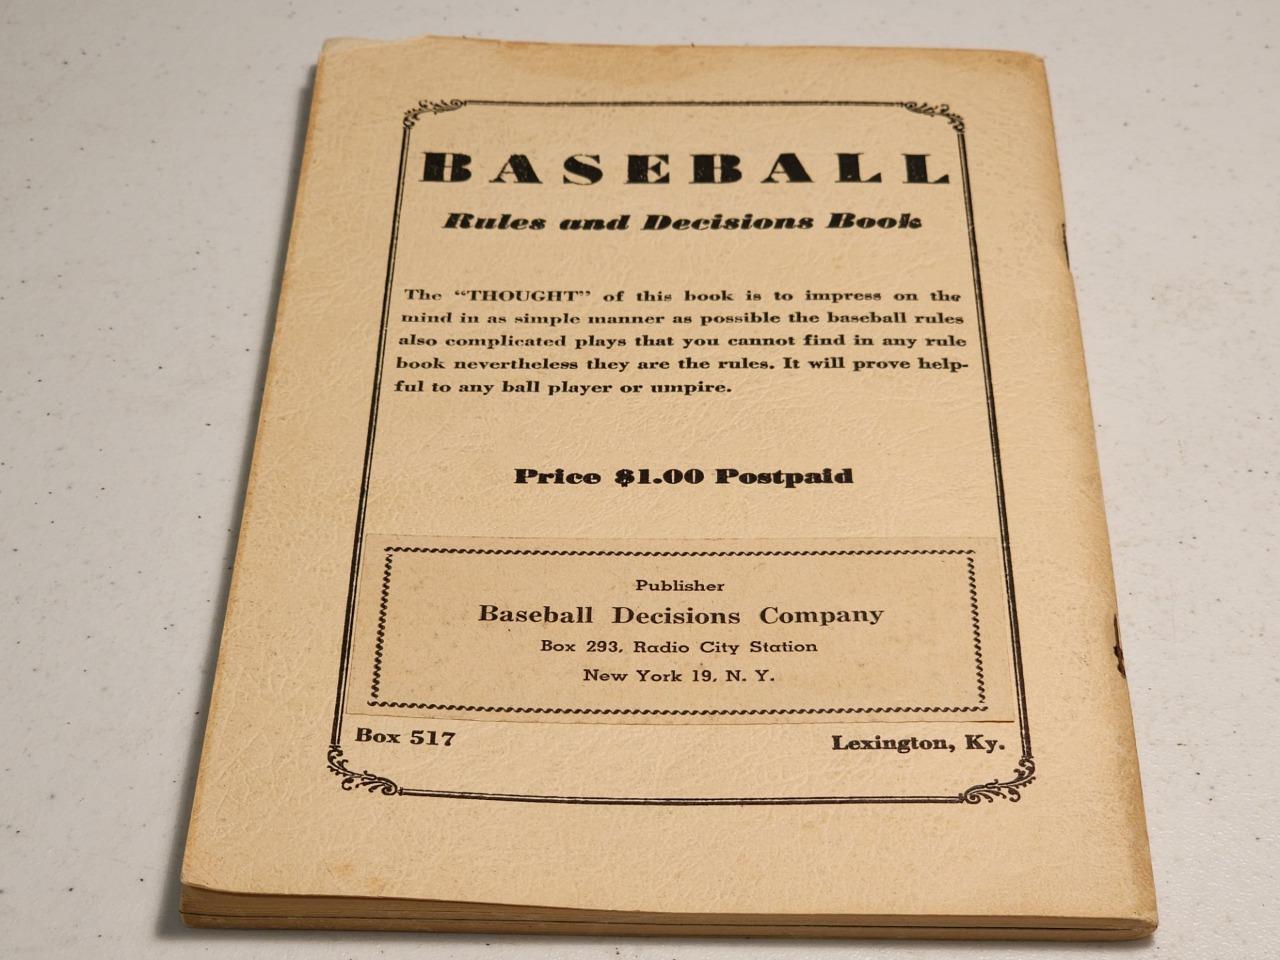 BASEBALL
Rules and Decisions Book
The “THOUGHT” of this book is to impress on the
mind in as simple manner as possible the baseball rules
also complicated plays that you cannot find in any rule
book nevertheless they are the rules. It will prove help-
ful to any ball player or umpire.
Price $1.00 Postpaid
Publisher
Baseball Decisions Company
Box 293, Radio City Station
New York 19, N. Y.
Box 517 Lexington, Ky.